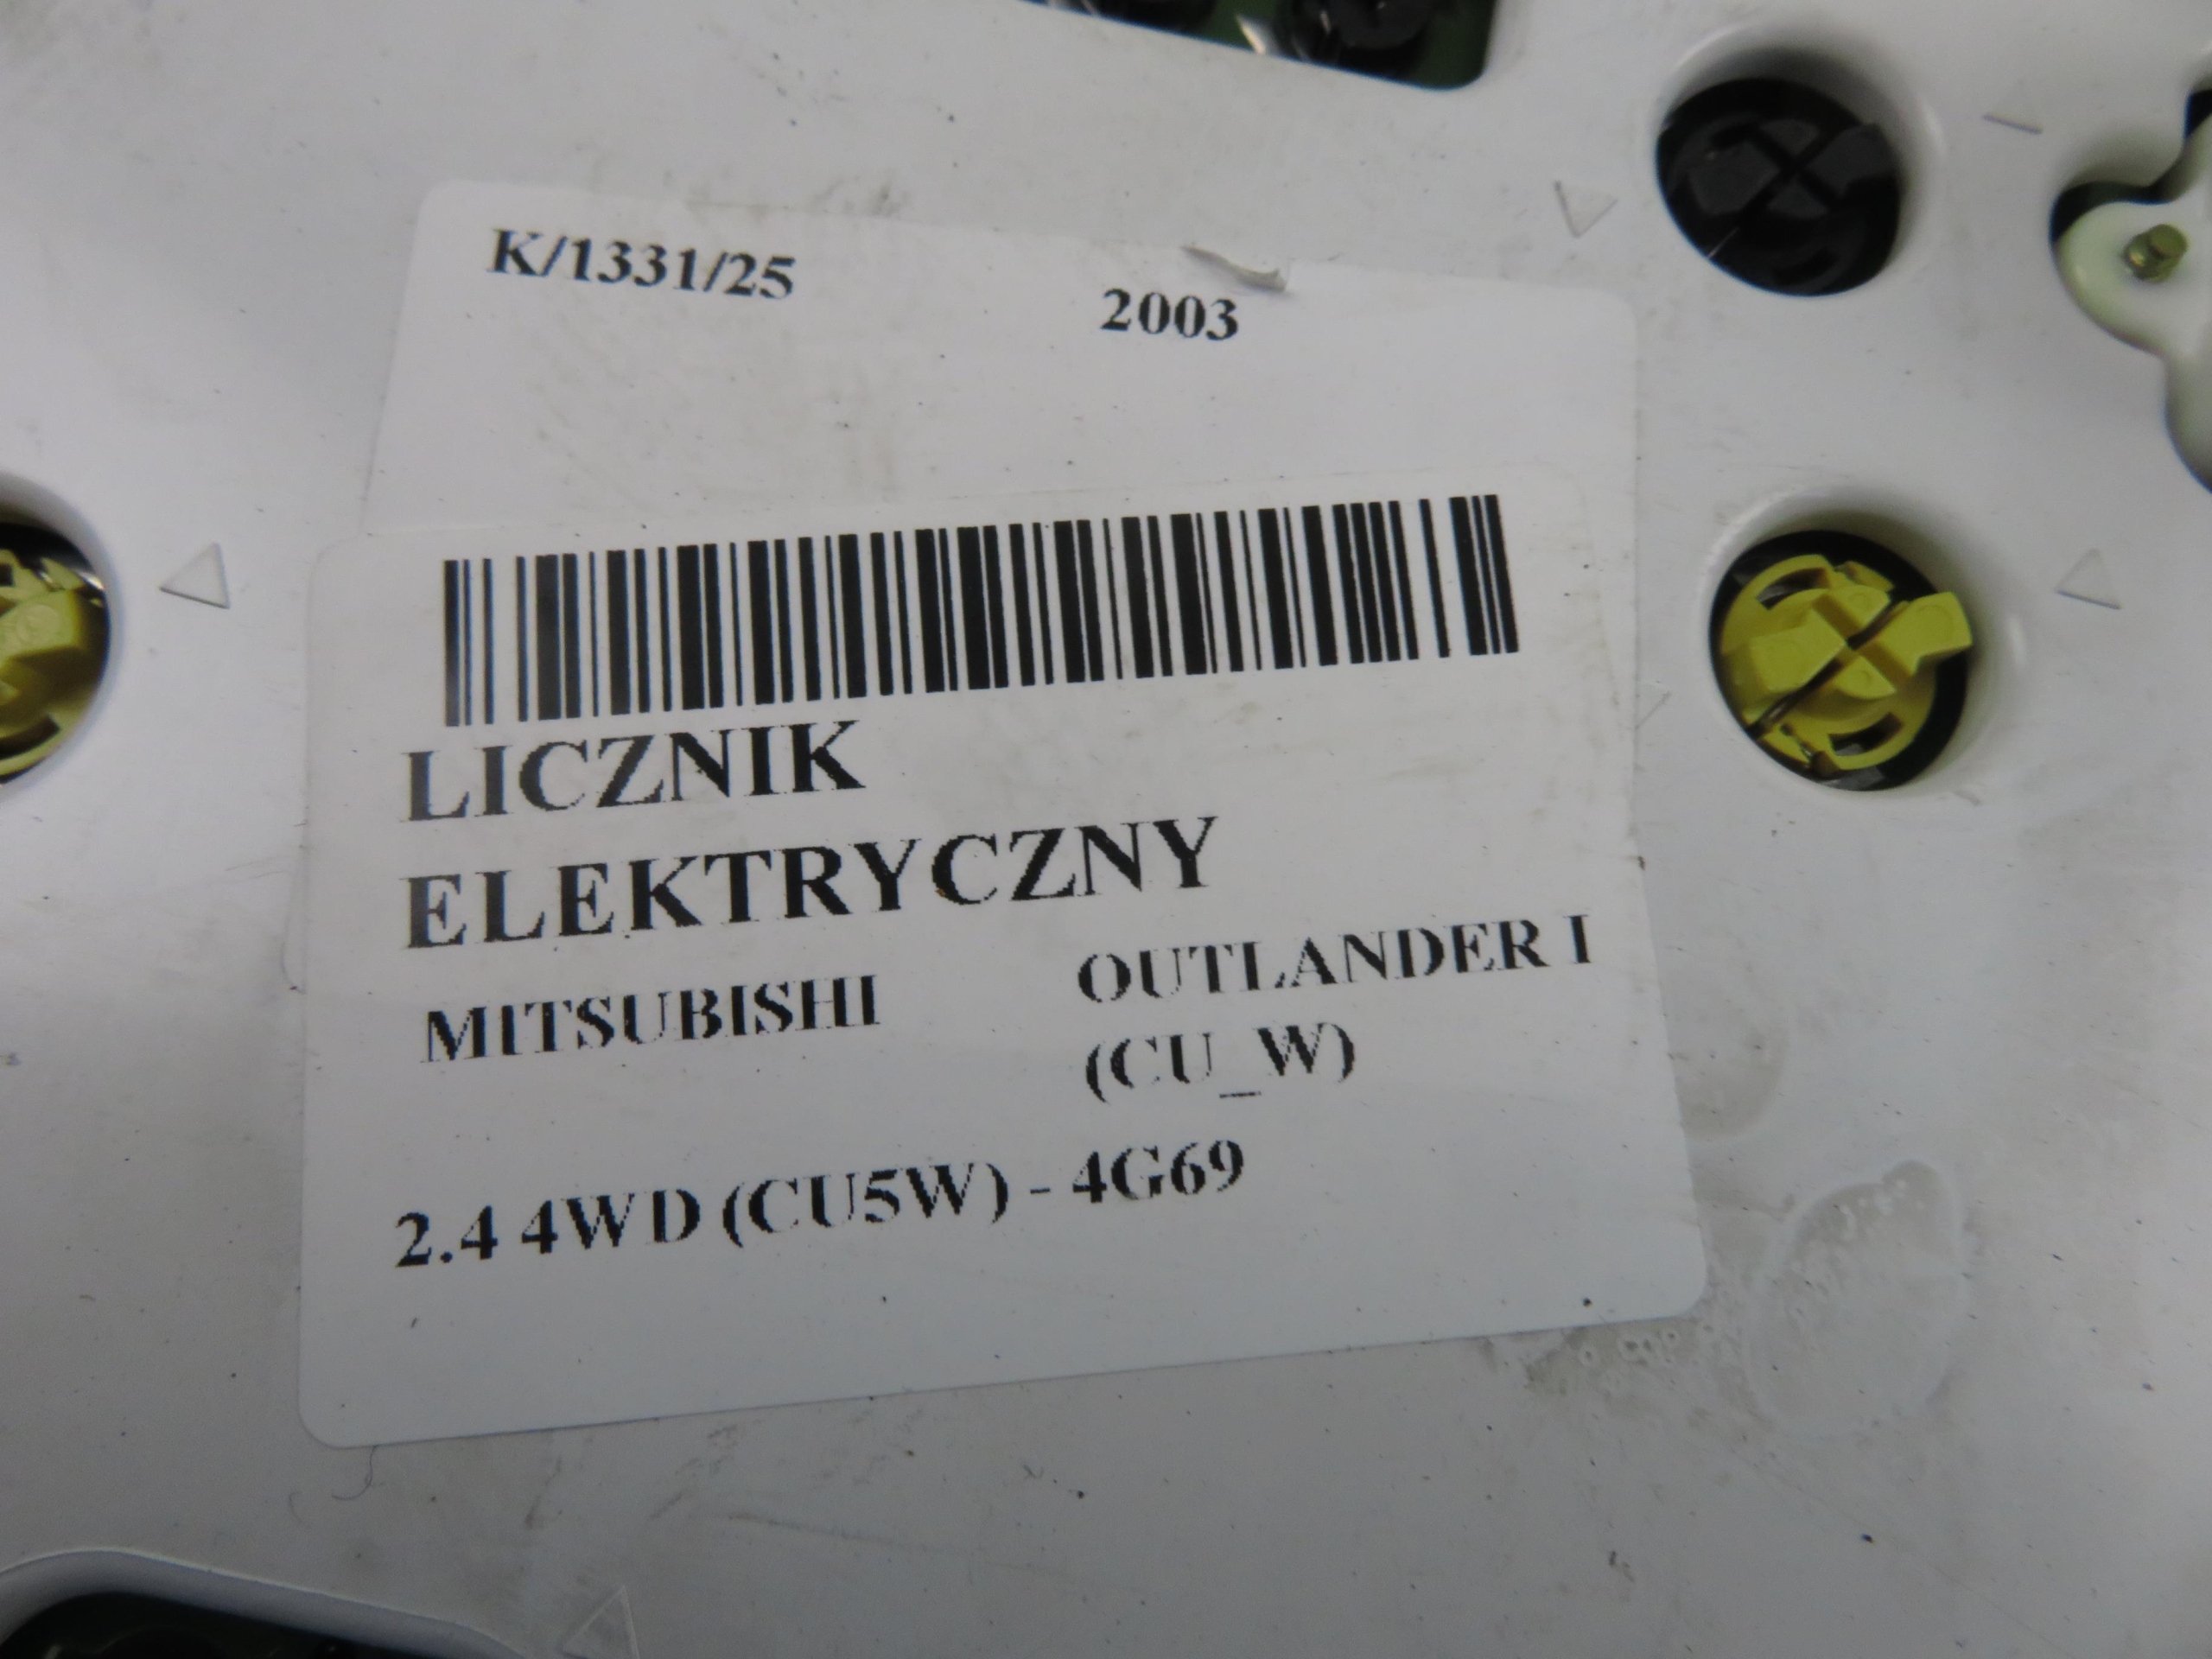 K/1331/25 2003
LICZNIK
ELEKTRYCZNY
MITSUBISHI OUTLANDER I
(CU_W)
2.4 4WD (CU5W) - 4G69